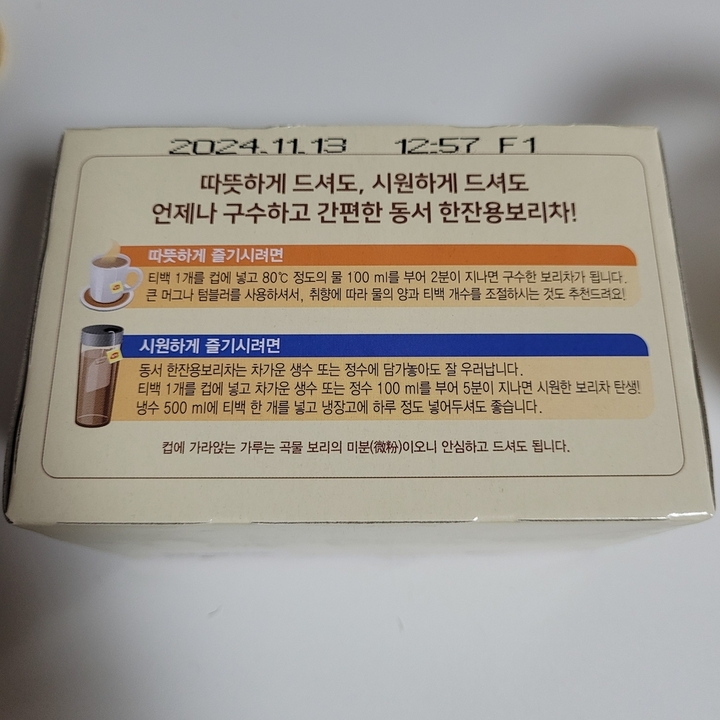 2024.11.13 12:57 F1
따뜻하게 드셔도, 시원하게 드셔도
언제나 구수하고 간편한 동서 한잔용보리차!
따뜻하게 즐기시려면
티백 1개를 컵에 넣고 80℃ 정도의 물 100 ml를 부어 2분이 지나면 구수한 보리차가 됩니다.
큰 머그나 텀블러를 사용하셔서, 취향에 따라 물의 양과 티백 개수를 조절하시는 것도 추천드려요!
시원하게 즐기시려면
동서 한잔용보리차는 차가운 생수 또는 정수에 담가놓아도 잘 우러납니다.
티백 1개를 컵에 넣고 차가운 생수 또는 정수 100 ml를 부어 5분이 지나면 시원한 보리차 탄생!
냉수 500 ml에 티백 한 개를 넣고 냉장고에 하루 정도 넣어두셔도 좋습니다.
컵에 가라앉는 가루는 곡물 보리의 미분(微粉)이오니 안심하고 드셔도 됩니다.